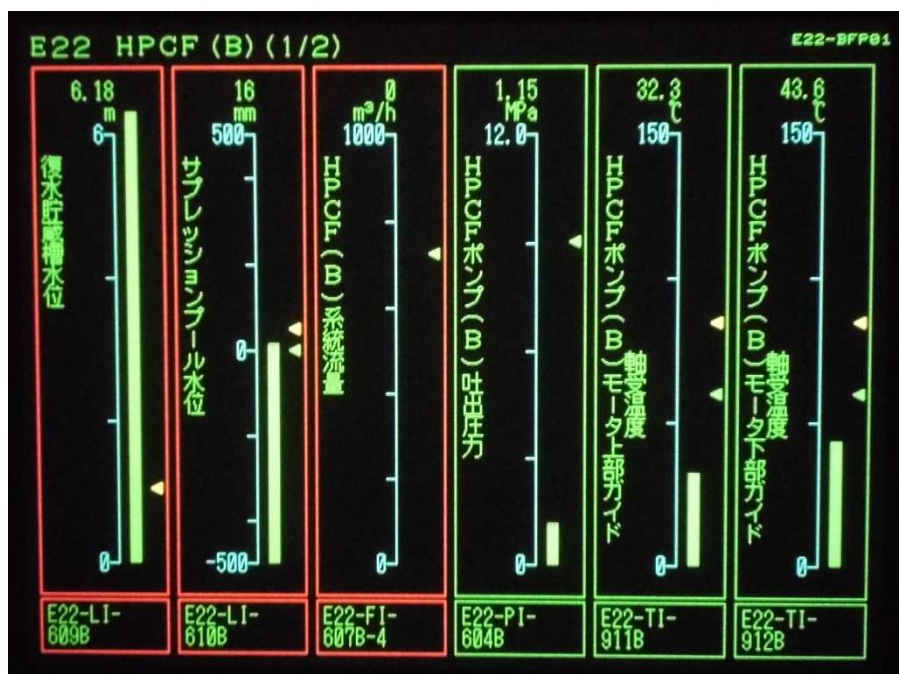 E22 HPCF(B)(1/2)
E22-BFP01
6.18
m
6
0
復水貯蔵槽水位
E22-LI-
609B
16
mm
500
0
-500
サプレッションプール水位
E22-LI-
610B
0
m³/h
1000
0
HPCF(B)系統流量
E22-FI-
607B-4
1.15
MPa
12.0
0
HPCFポンプ(B)吐出圧力
E22-PI-
604B
32.3
℃
150
0
HPCFポンプ(B)モータ上部ガイド
軸受温度
E22-TI-
911B
43.6
℃
150
0
HPCFポンプ(B)モータ下部ガイド
軸受温度
E22-TI-
912B